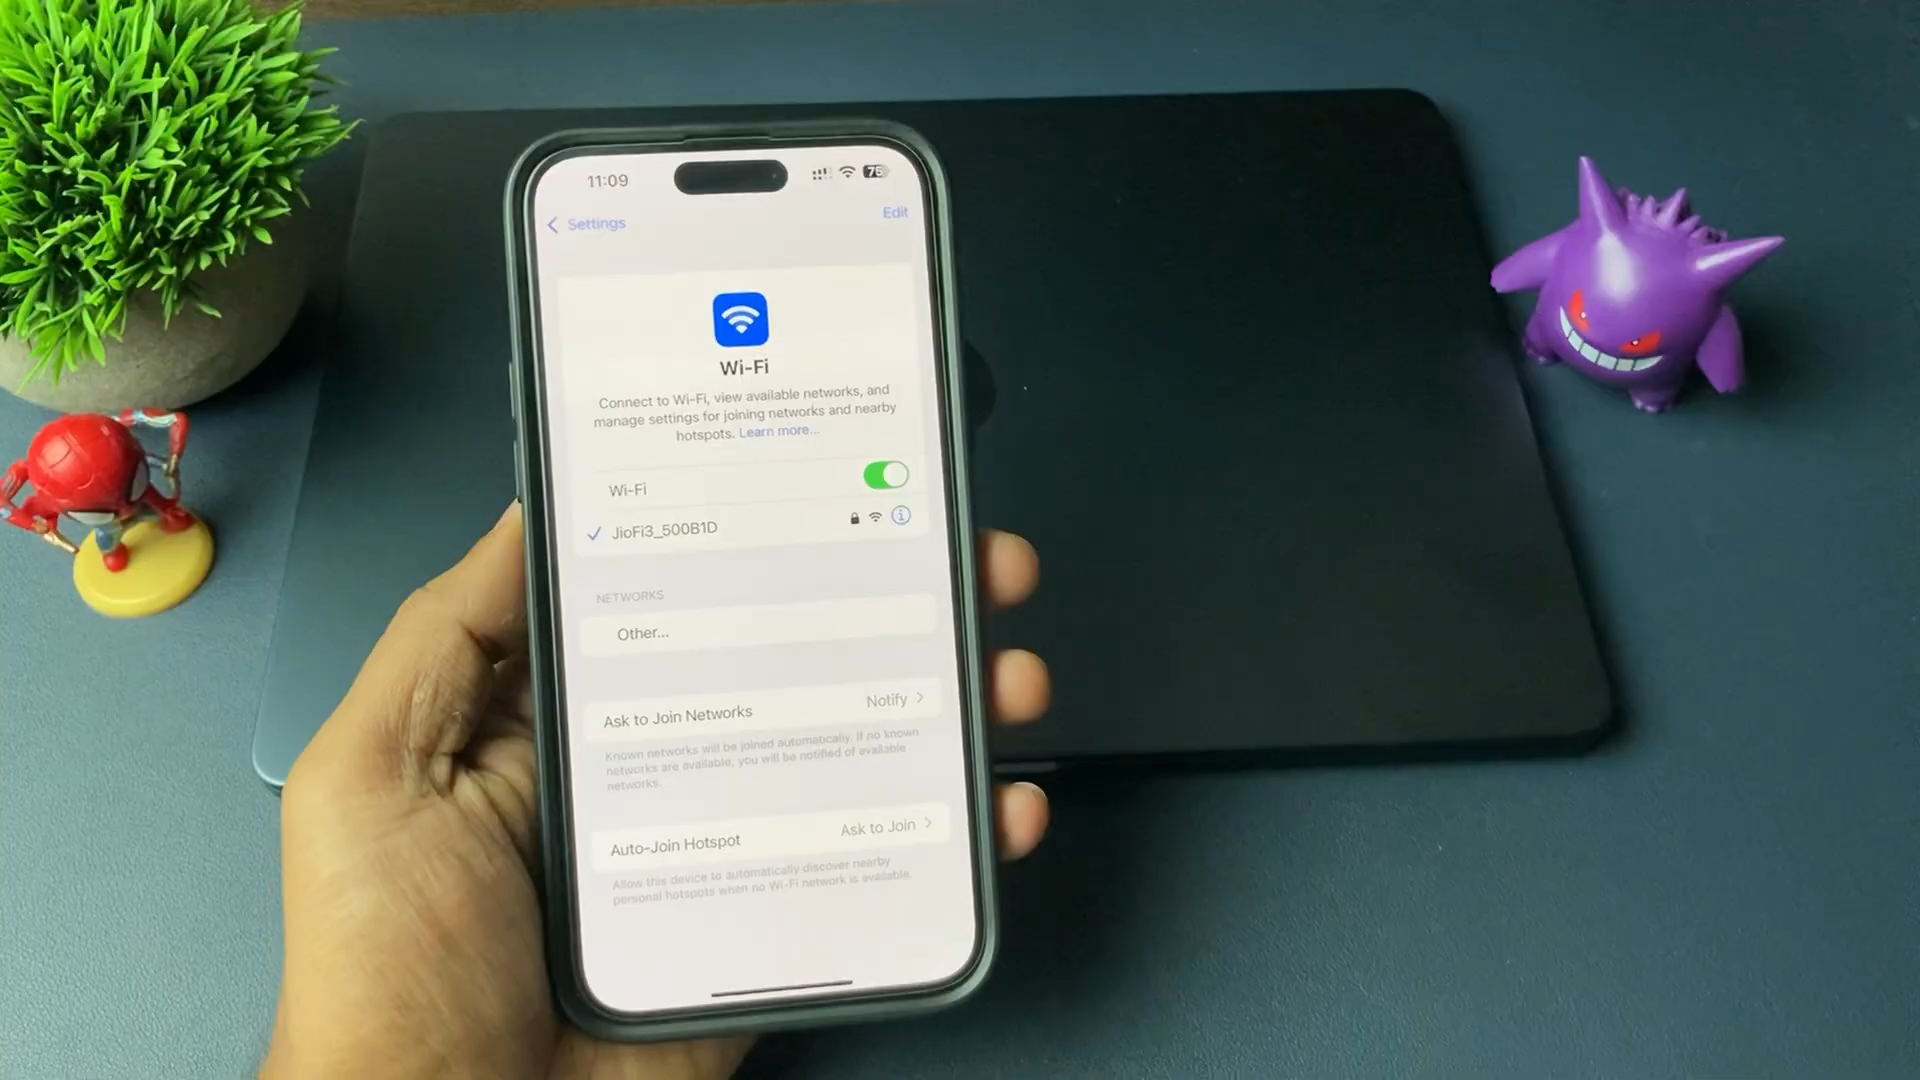 11:09
76
Settings
Edit
Wi-Fi
Connect to Wi-Fi, view available networks, and
manage settings for joining networks and nearby
hotspots. Learn more...
Wi-Fi
JioFi3_500B1D
NETWORKS
Other...
Ask to Join Networks
Notify
Known networks will be joined automatically. If no known
networks are available, you will be notified of available
networks.
Auto-Join Hotspot
Ask to Join
Allow this device to automatically discover nearby
personal hotspots when no Wi-Fi network is available.